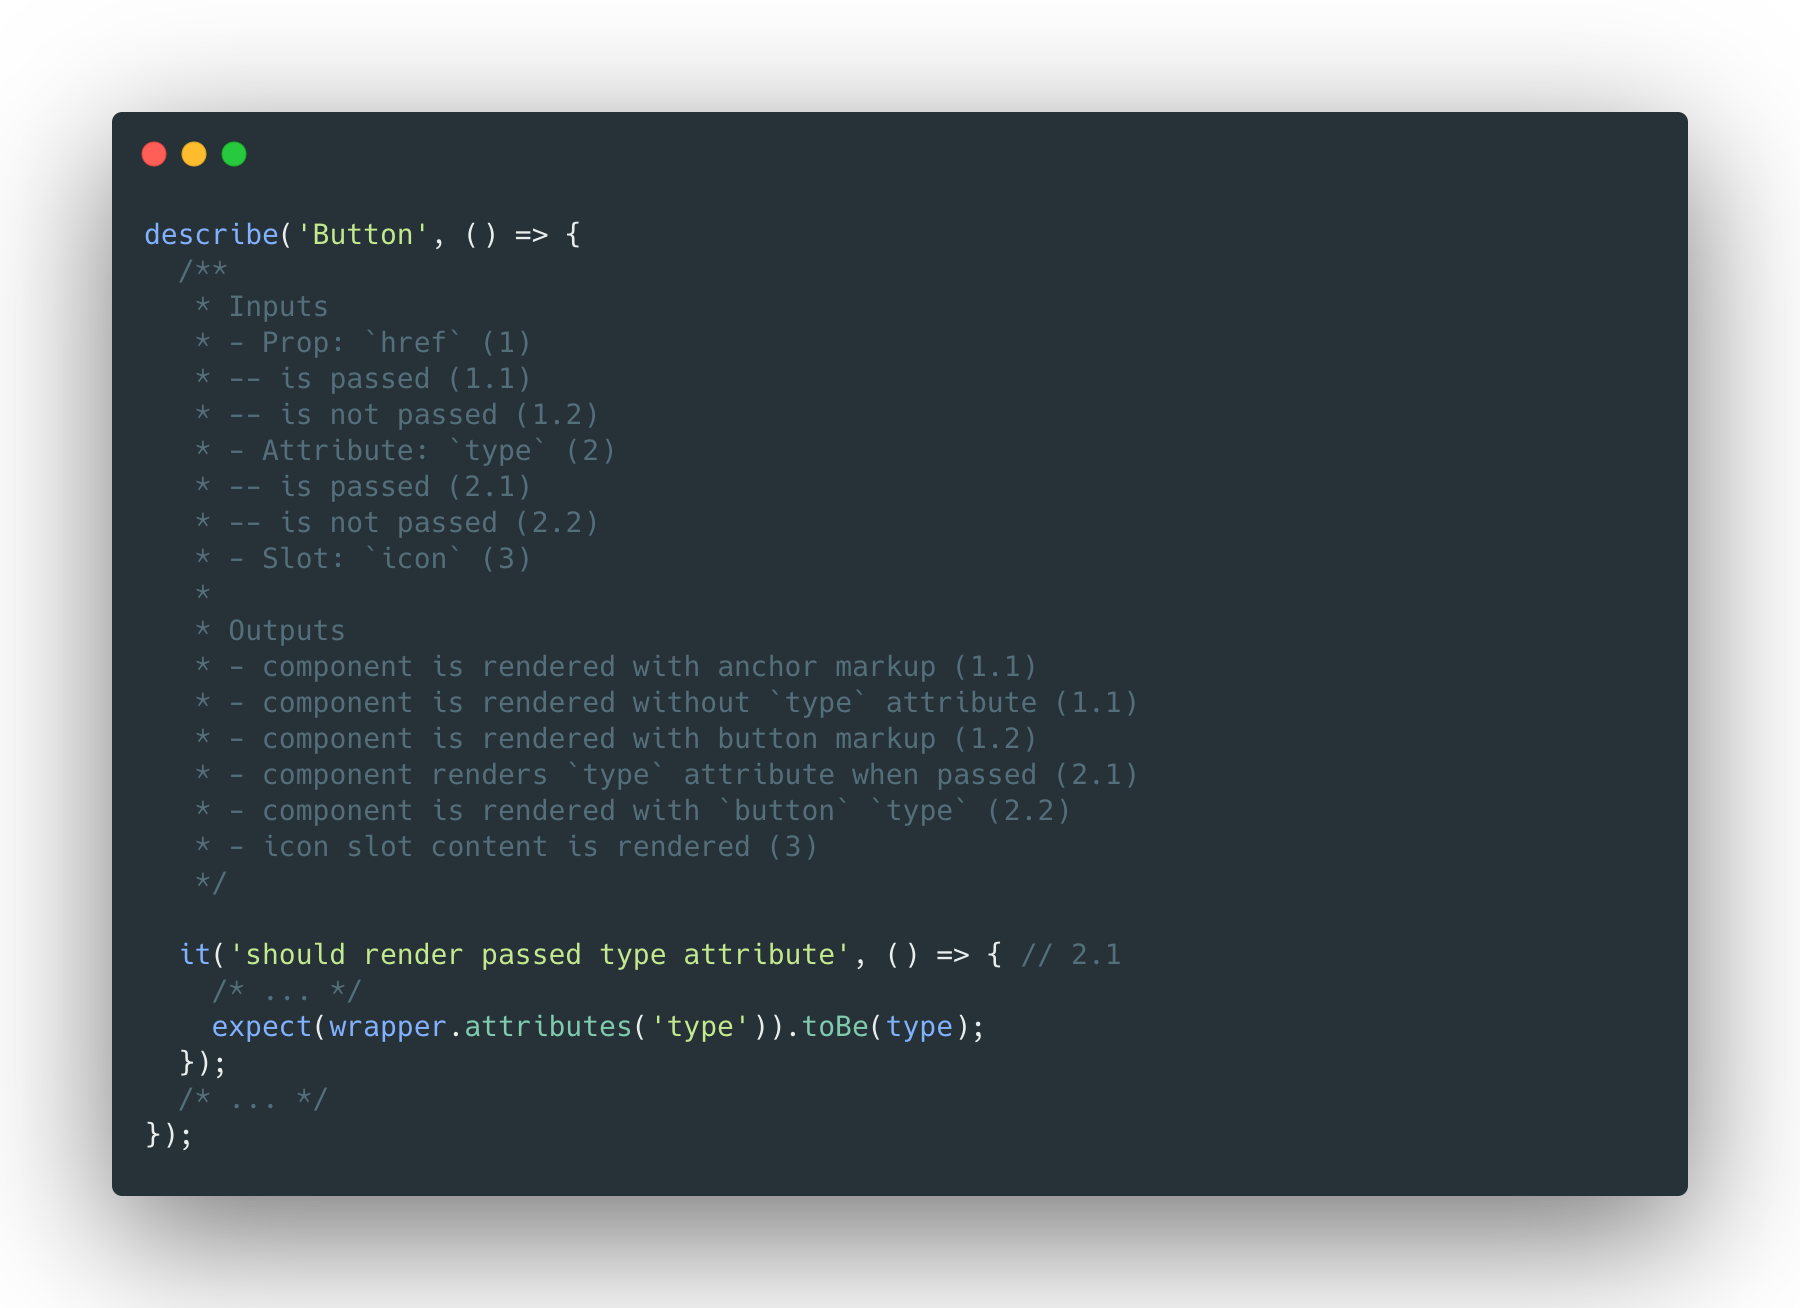 describe('Button', () => {
  /**
   * Inputs
   * - Prop: `href` (1)
   * -- is passed (1.1)
   * -- is not passed (1.2)
   * - Attribute: `type` (2)
   * -- is passed (2.1)
   * -- is not passed (2.2)
   * - Slot: `icon` (3)
   *
   * Outputs
   * - component is rendered with anchor markup (1.1)
   * - component is rendered without `type` attribute (1.1)
   * - component is rendered with button markup (1.2)
   * - component renders `type` attribute when passed (2.1)
   * - component is rendered with `button` `type` (2.2)
   * - icon slot content is rendered (3)
   */

  it('should render passed type attribute', () => { // 2.1
    /* ... */
    expect(wrapper.attributes('type')).toBe(type);
  });
  /* ... */
});